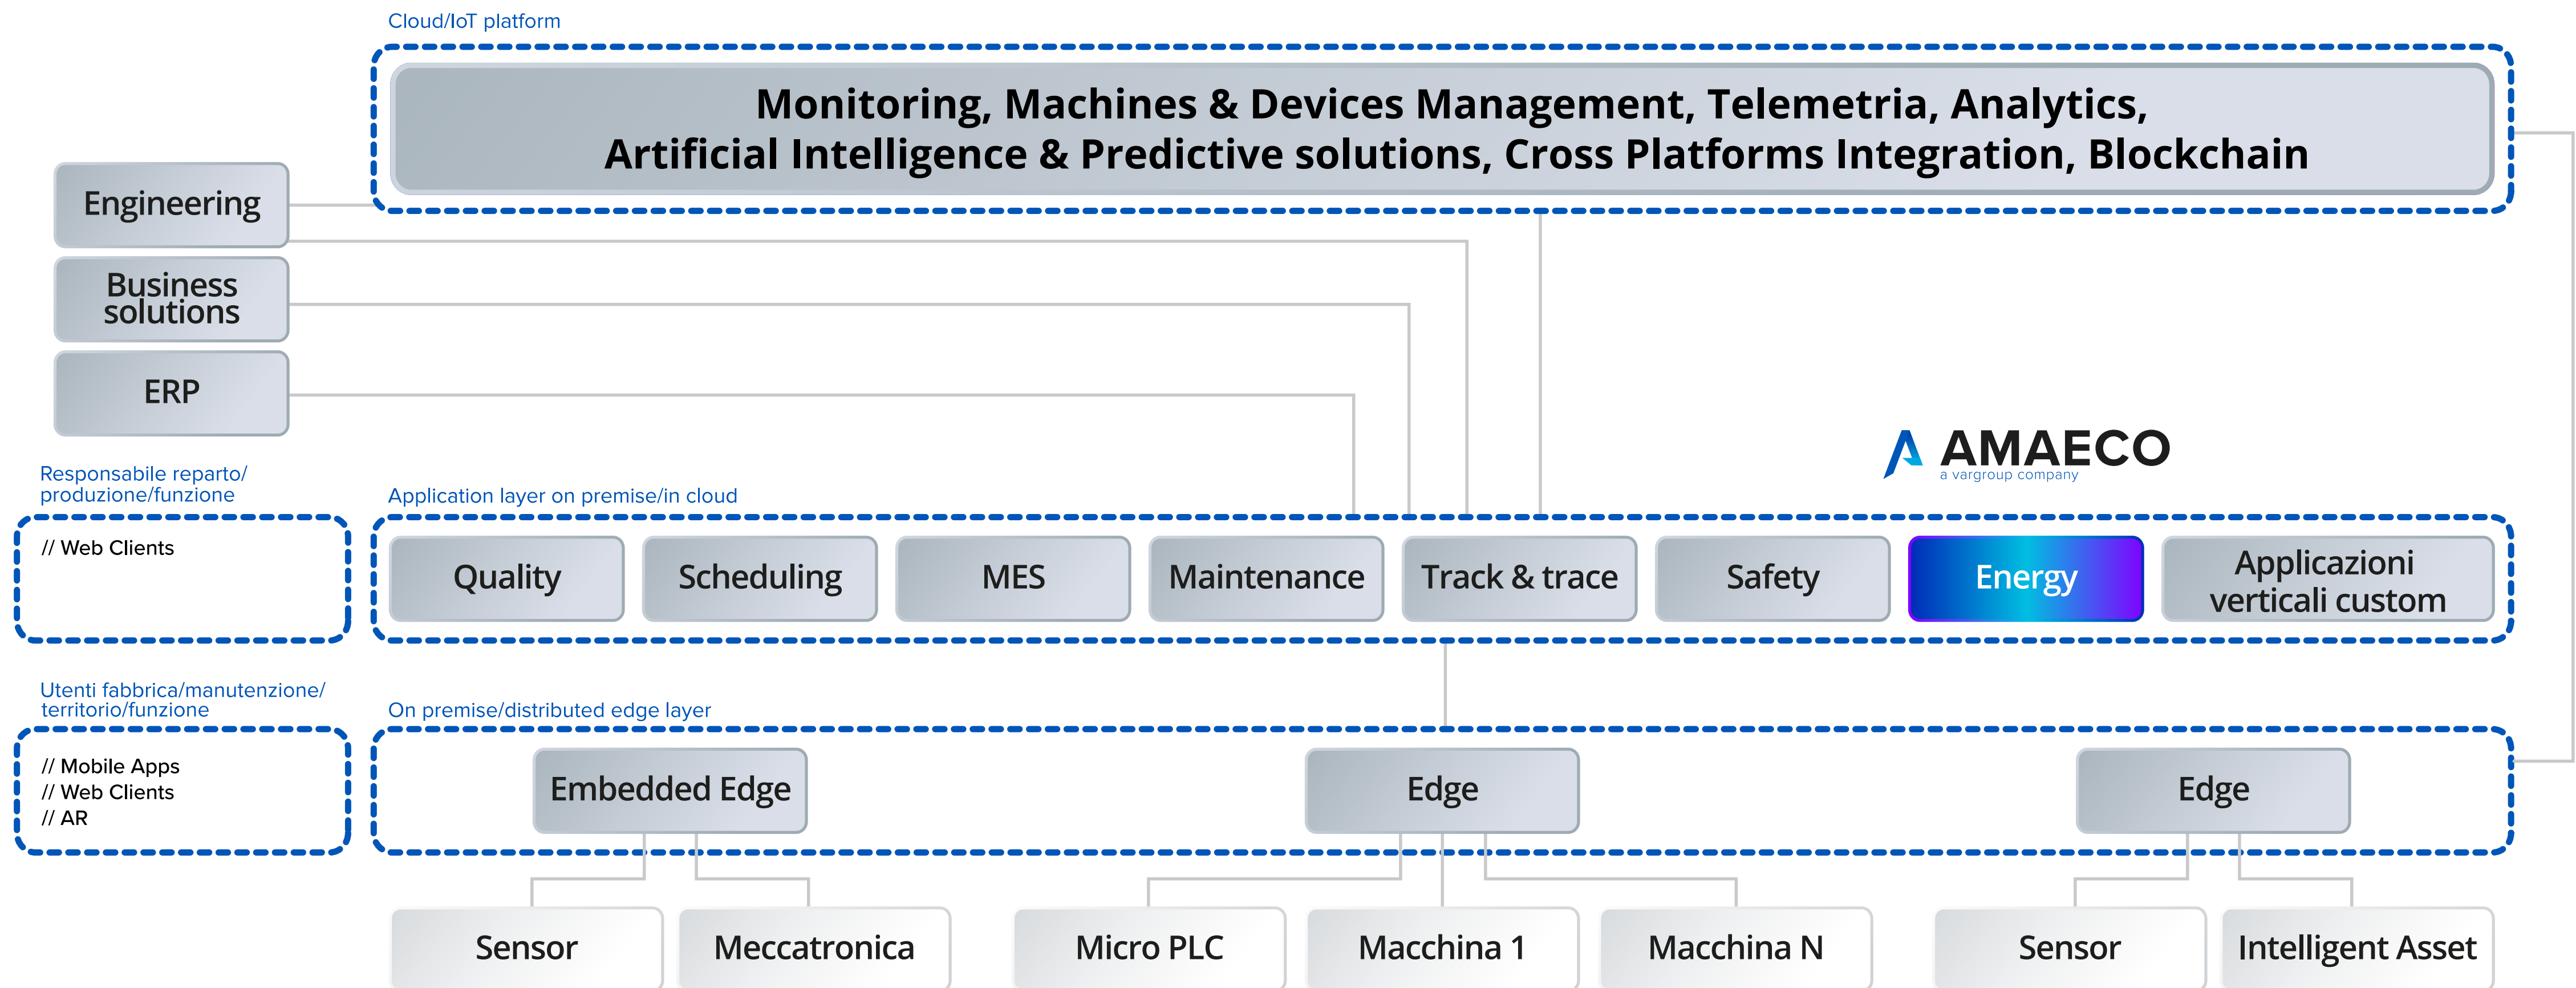 Cloud/IoT platform
Monitoring, Machines & Devices Management, Telemetria, Analytics,
Artificial Intelligence & Predictive solutions, Cross Platforms Integration, Blockchain
Engineering
Business
solutions
ERP
AMAECO
a vargroup company
Responsabile reparto/
produzione/funzione
// Web Clients
Application layer on premise/in cloud
Quality
Scheduling
MES
Maintenance
Track & trace
Safety
Energy
Applicazioni
verticali custom
Utenti fabbrica/manutenzione/
territorio/funzione
// Mobile Apps
// Web Clients
// AR
On premise/distributed edge layer
Embedded Edge
Edge
Edge
Sensor
Meccatronica
Micro PLC
Macchina 1
Macchina N
Sensor
Intelligent Asset